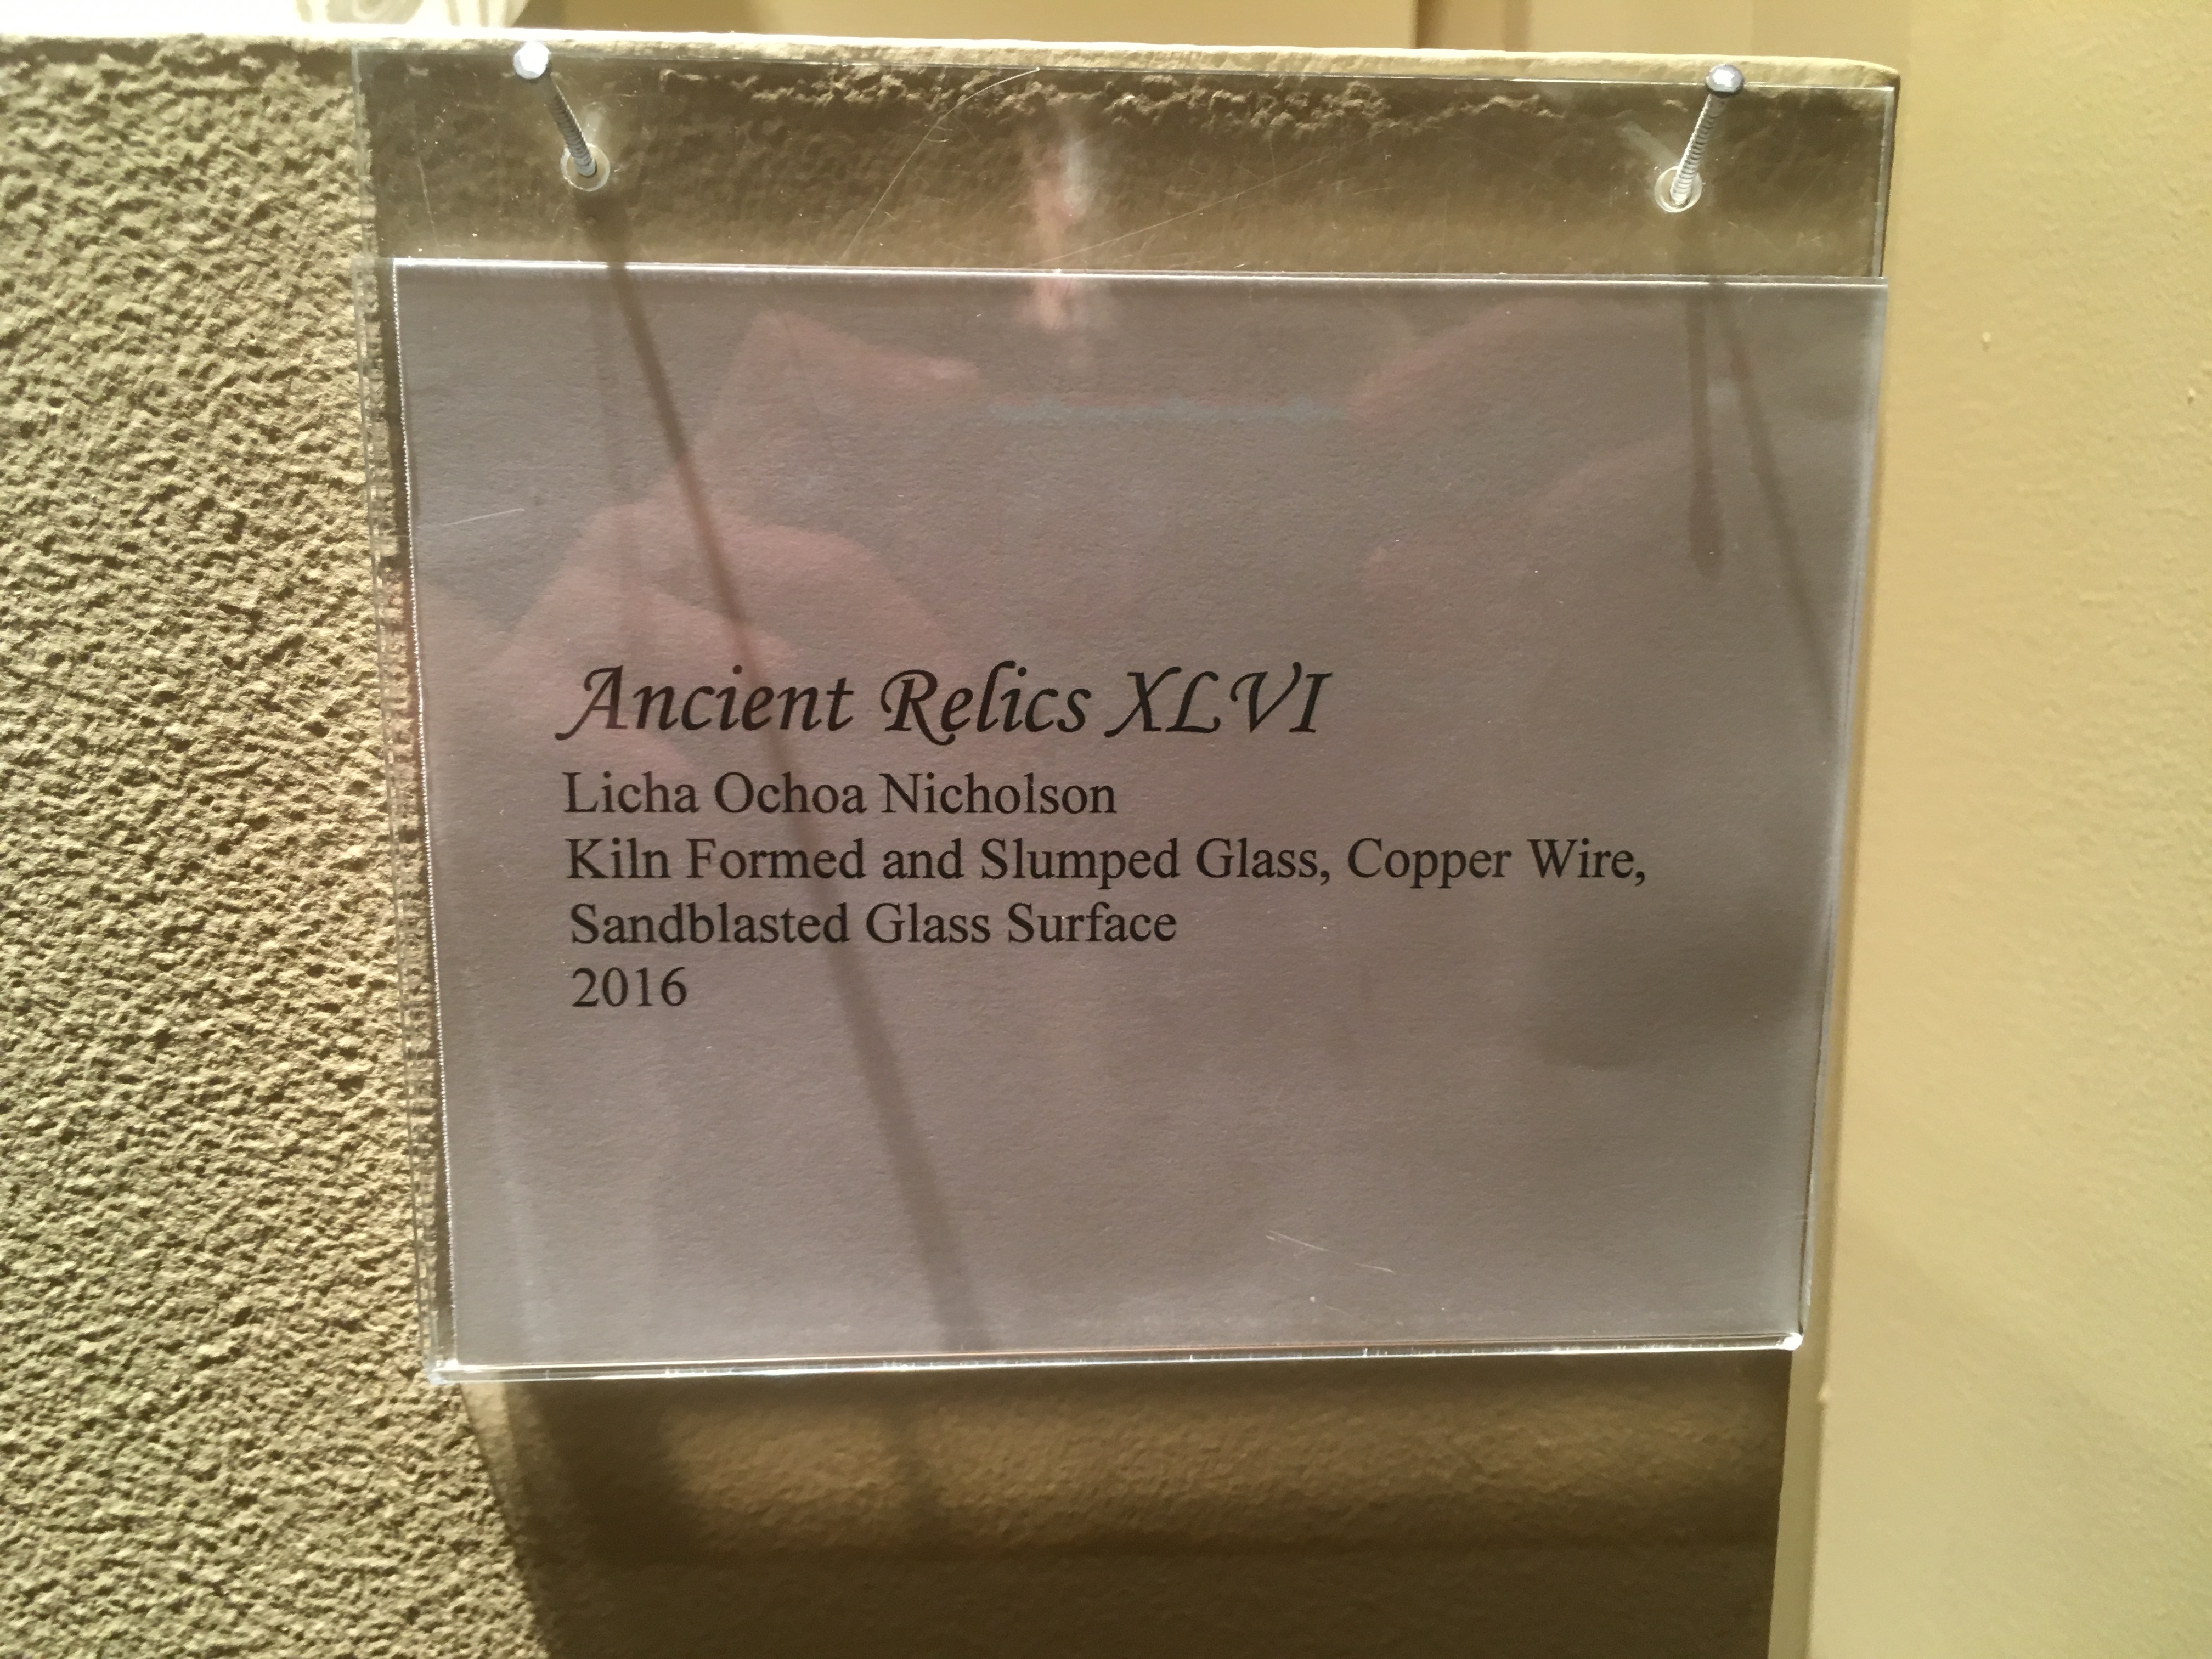 Ancient Relics XLVI
Licha Ochoa Nicholson
Kiln Formed and Slumped Glass, Copper Wire,
Sandblasted Glass Surface
2016